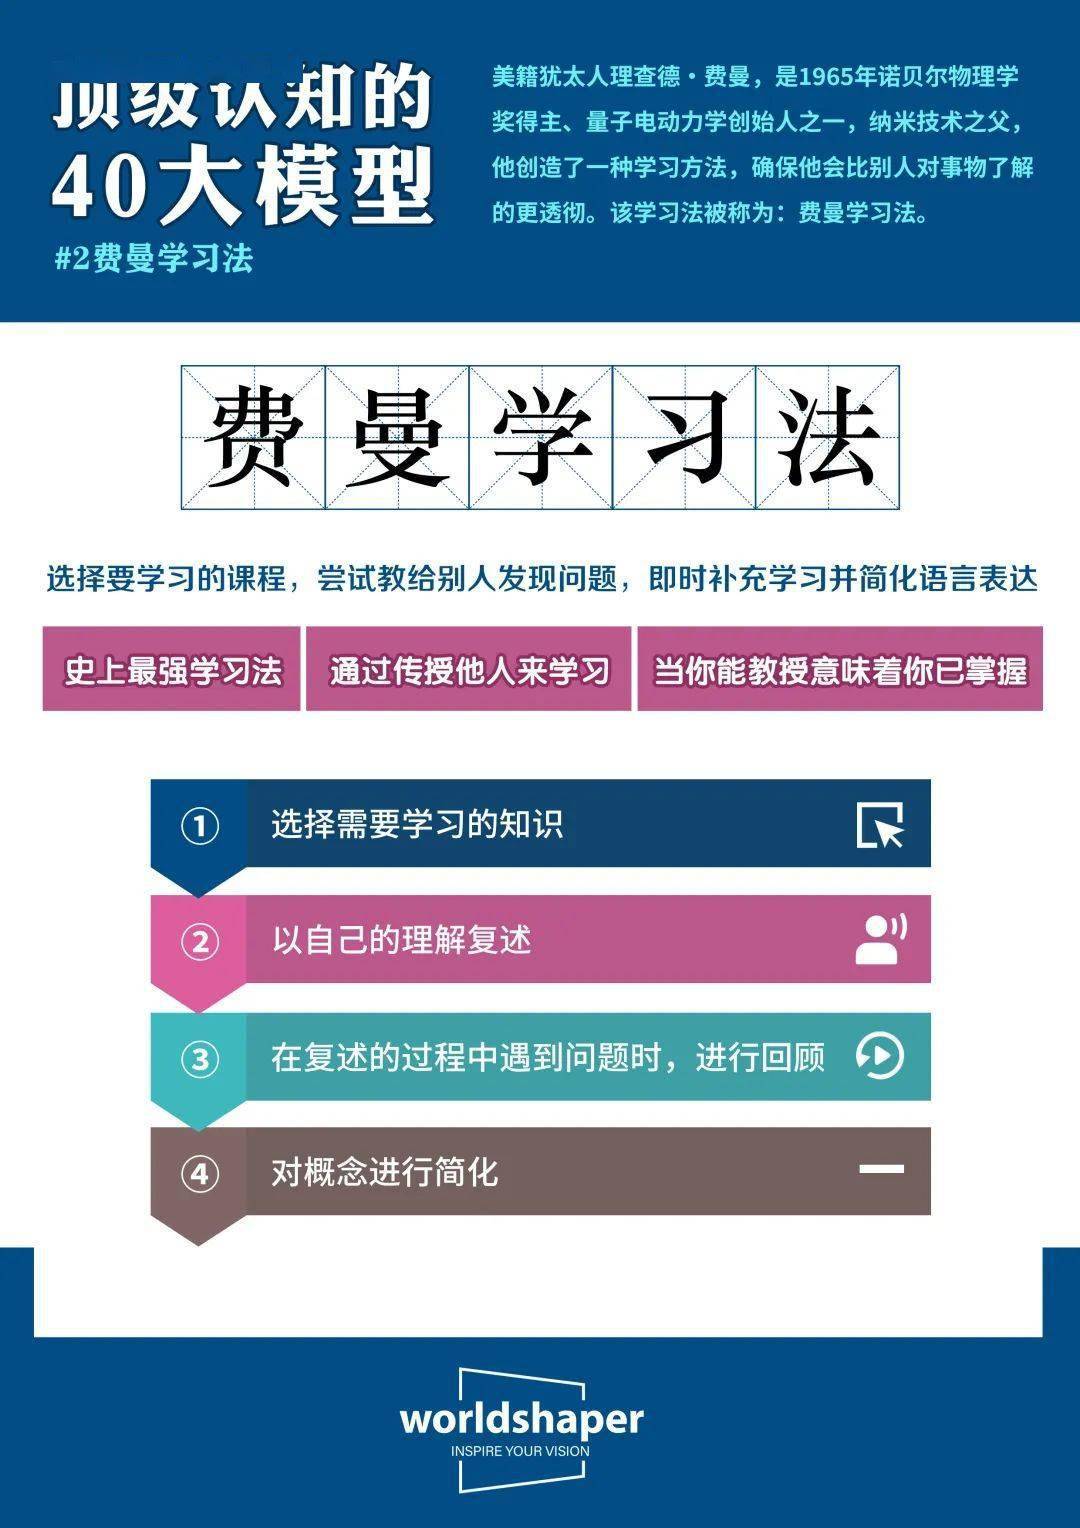 顶级认知的
40大模型
#2费曼学习法
美籍犹太人理查德·费曼，是1965年诺贝尔物理学
奖得主、量子电动力学创始人之一，纳米技术之父，
他创造了一种学习方法，确保他会比别人对事物了解
的更透彻。该学习法被称为：费曼学习法。
费曼学习法
选择要学习的课程，尝试教给别人发现问题，即时补充学习并简化语言表达
史上最强学习法
通过传授他人来学习
当你能教授意味着你已掌握
① 选择需要学习的知识
② 以自己的理解复述
③ 在复述的过程中遇到问题时，进行回顾
④ 对概念进行简化
worldshaper
INSPIRE YOUR VISION